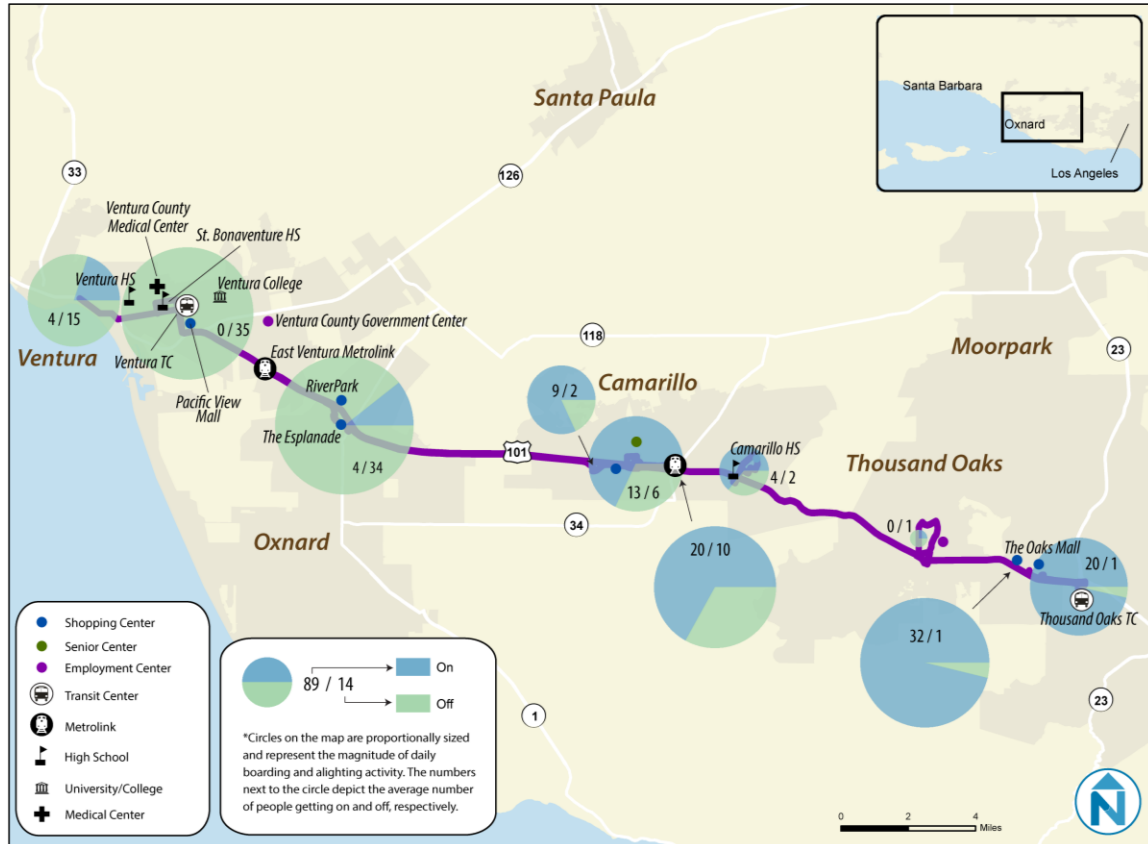 Santa Paula
Santa Barbara
Oxnard
Los Angeles
33
126
Ventura County
Medical Center
St. Bonaventure HS
Ventura HS
Ventura College
4 / 15
0 / 35
Ventura County Government Center
Ventura
Ventura TC
East Ventura Metrolink
118
Moorpark
23
Pacific View
Mall
RiverPark
9 / 2
Camarillo
The Esplanade
101
Camarillo HS
Thousand Oaks
4 / 34
13 / 6
4 / 2
34
0 / 1
Oxnard
20 / 10
The Oaks Mall
20 / 1
Thousand Oaks TC
32 / 1
Shopping Center
Senior Center
Employment Center
Transit Center
Metrolink
High School
University/College
Medical Center
89 / 14
On
Off
*Circles on the map are proportionally sized
and represent the magnitude of daily
boarding and alighting activity. The numbers
next to the circle depict the average number
of people getting on and off, respectively.
1
23
N
0 2 4
Miles